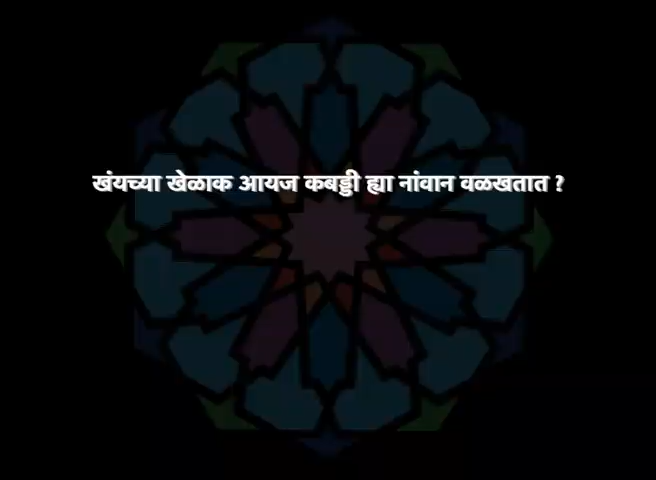 खंयच्या खेळाक आयज कबड्डी ह्या नांवान वळखतात ?